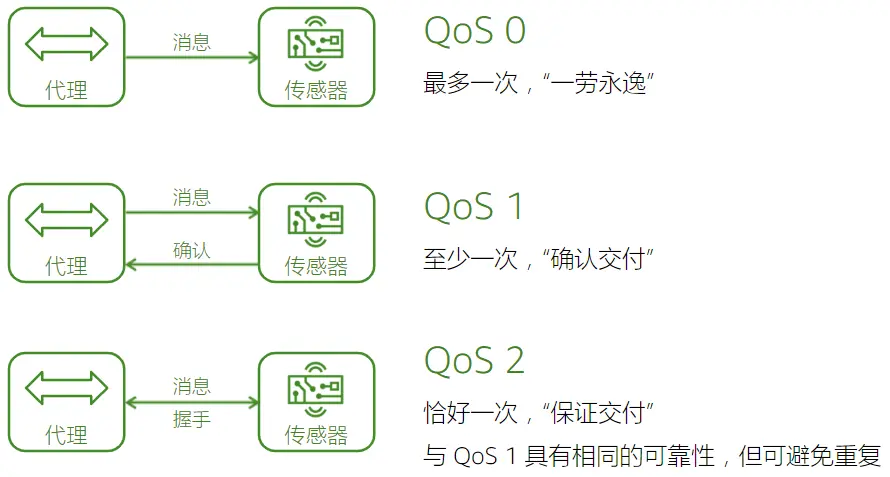 消息
代理
传感器
QoS 0
最多一次，“一劳永逸”
消息
确认
代理
传感器
QoS 1
至少一次，“确认交付”
消息
握手
代理
传感器
QoS 2
恰好一次，“保证交付”
与 QoS 1 具有相同的可靠性，但可避免重复